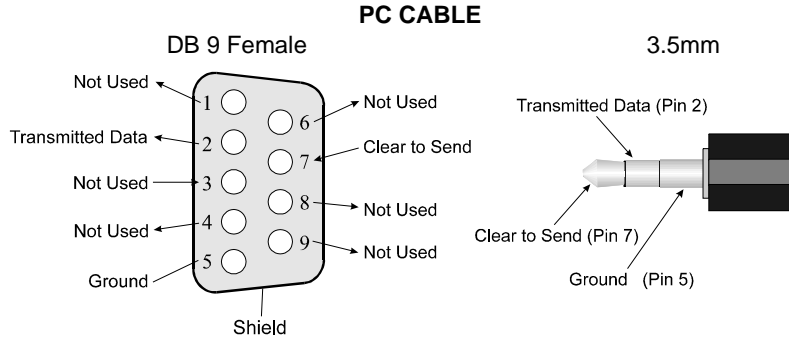 PC CABLE
DB 9 Female
3.5mm
Not Used
1
6
Not Used
Transmitted Data
2
7
Clear to Send
Not Used
3
8
Not Used
Not Used
4
9
Not Used
Ground
5
Shield
Transmitted Data (Pin 2)
Clear to Send (Pin 7)
Ground (Pin 5)